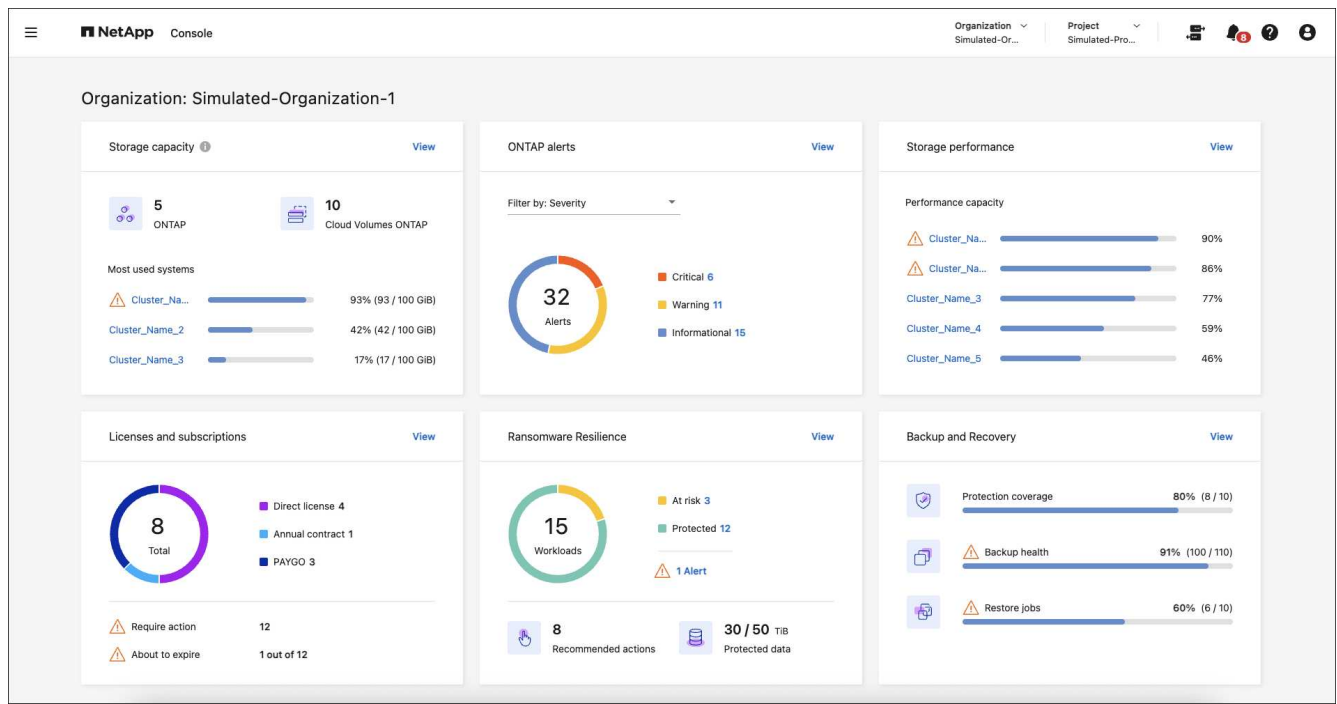 NetApp Console
Organization
Simulated-Or...
Project
Simulated-Pro...
8
Organization: Simulated-Organization-1
Storage capacity View
5
ONTAP
10
Cloud Volumes ONTAP
Most used systems
Cluster_Na... 93% (93 / 100 GiB)
Cluster_Name_2 42% (42 / 100 GiB)
Cluster_Name_3 17% (17 / 100 GiB)
ONTAP alerts View
Filter by: Severity
32
Alerts
Critical 6
Warning 11
Informational 15
Storage performance View
Performance capacity
Cluster_Na... 90%
Cluster_Na... 86%
Cluster_Name_3 77%
Cluster_Name_4 59%
Cluster_Name_5 46%
Licenses and subscriptions View
8
Total
Direct license 4
Annual contract 1
PAYGO 3
Require action 12
About to expire 1 out of 12
Ransomware Resilience View
15
Workloads
At risk 3
Protected 12
1 Alert
8
Recommended actions
30 / 50 TiB
Protected data
Backup and Recovery View
Protection coverage 80% (8 / 10)
Backup health 91% (100 / 110)
Restore jobs 60% (6 / 10)